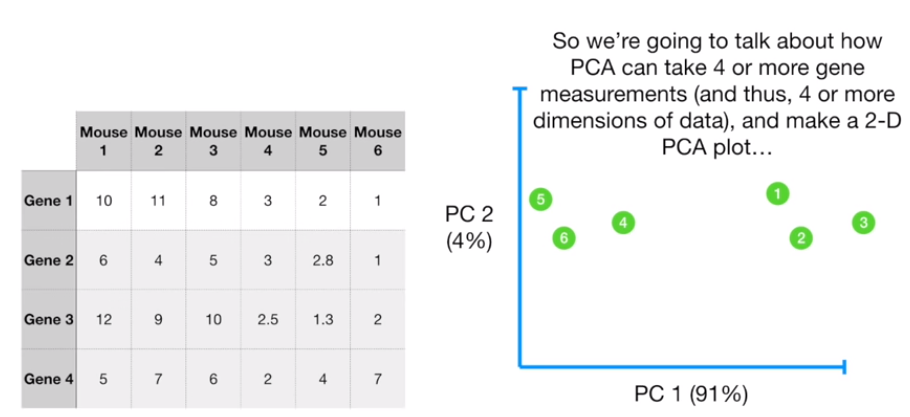 So we're going to talk about how
PCA can take 4 or more gene
measurements (and thus, 4 or more
dimensions of data), and make a 2-D
PCA plot...
Mouse 1 Mouse 2 Mouse 3 Mouse 4 Mouse 5 Mouse 6
Gene 1 10 11 8 3 2 1
Gene 2 6 4 5 3 2.8 1
Gene 3 12 9 10 2.5 1.3 2
Gene 4 5 7 6 2 4 7
PC 2
(4%)
5
6
4
1
2
3
PC 1 (91%)